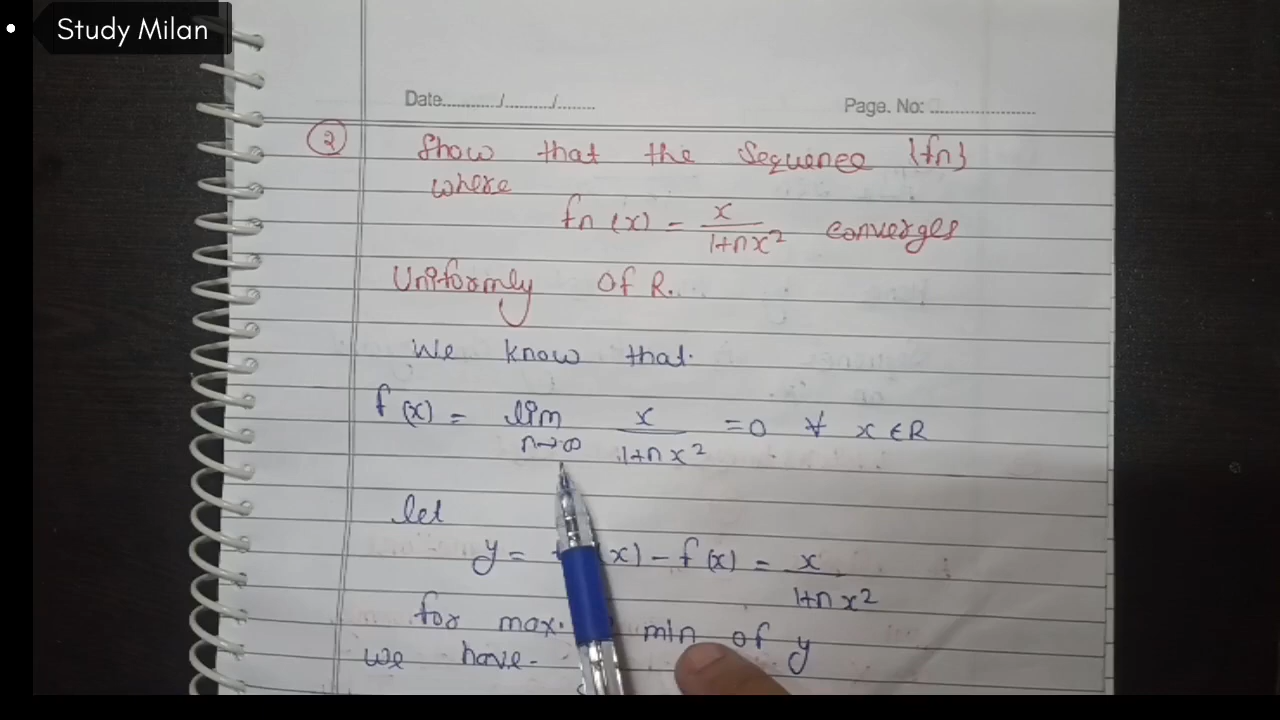 Study Milan
Date........../........../.......
Page. No: .....................
2 Show that the Sequence {fn}
where
fn(x) = x / 1+nx² converges
Uniformly of R.
We know that.
f(x) = lim n→∞ x / 1+nx² = 0 ∀ x ∈ R
let
y = (x) - f(x) = x / 1+nx²
for max. min of y
we have-